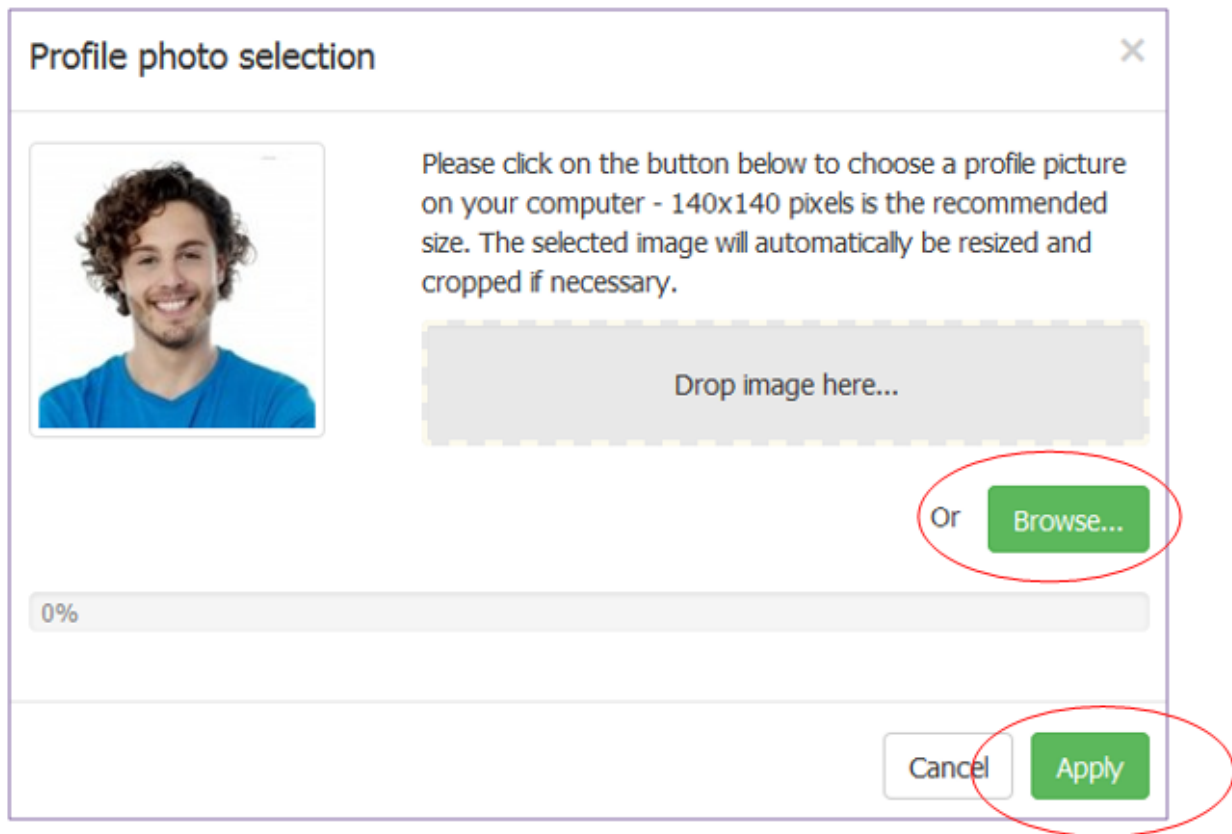 Profile photo selection ×
Please click on the button below to choose a profile picture
on your computer - 140x140 pixels is the recommended
size. The selected image will automatically be resized and
cropped if necessary.
Drop image here...
Or Browse...
0%
Cancel Apply